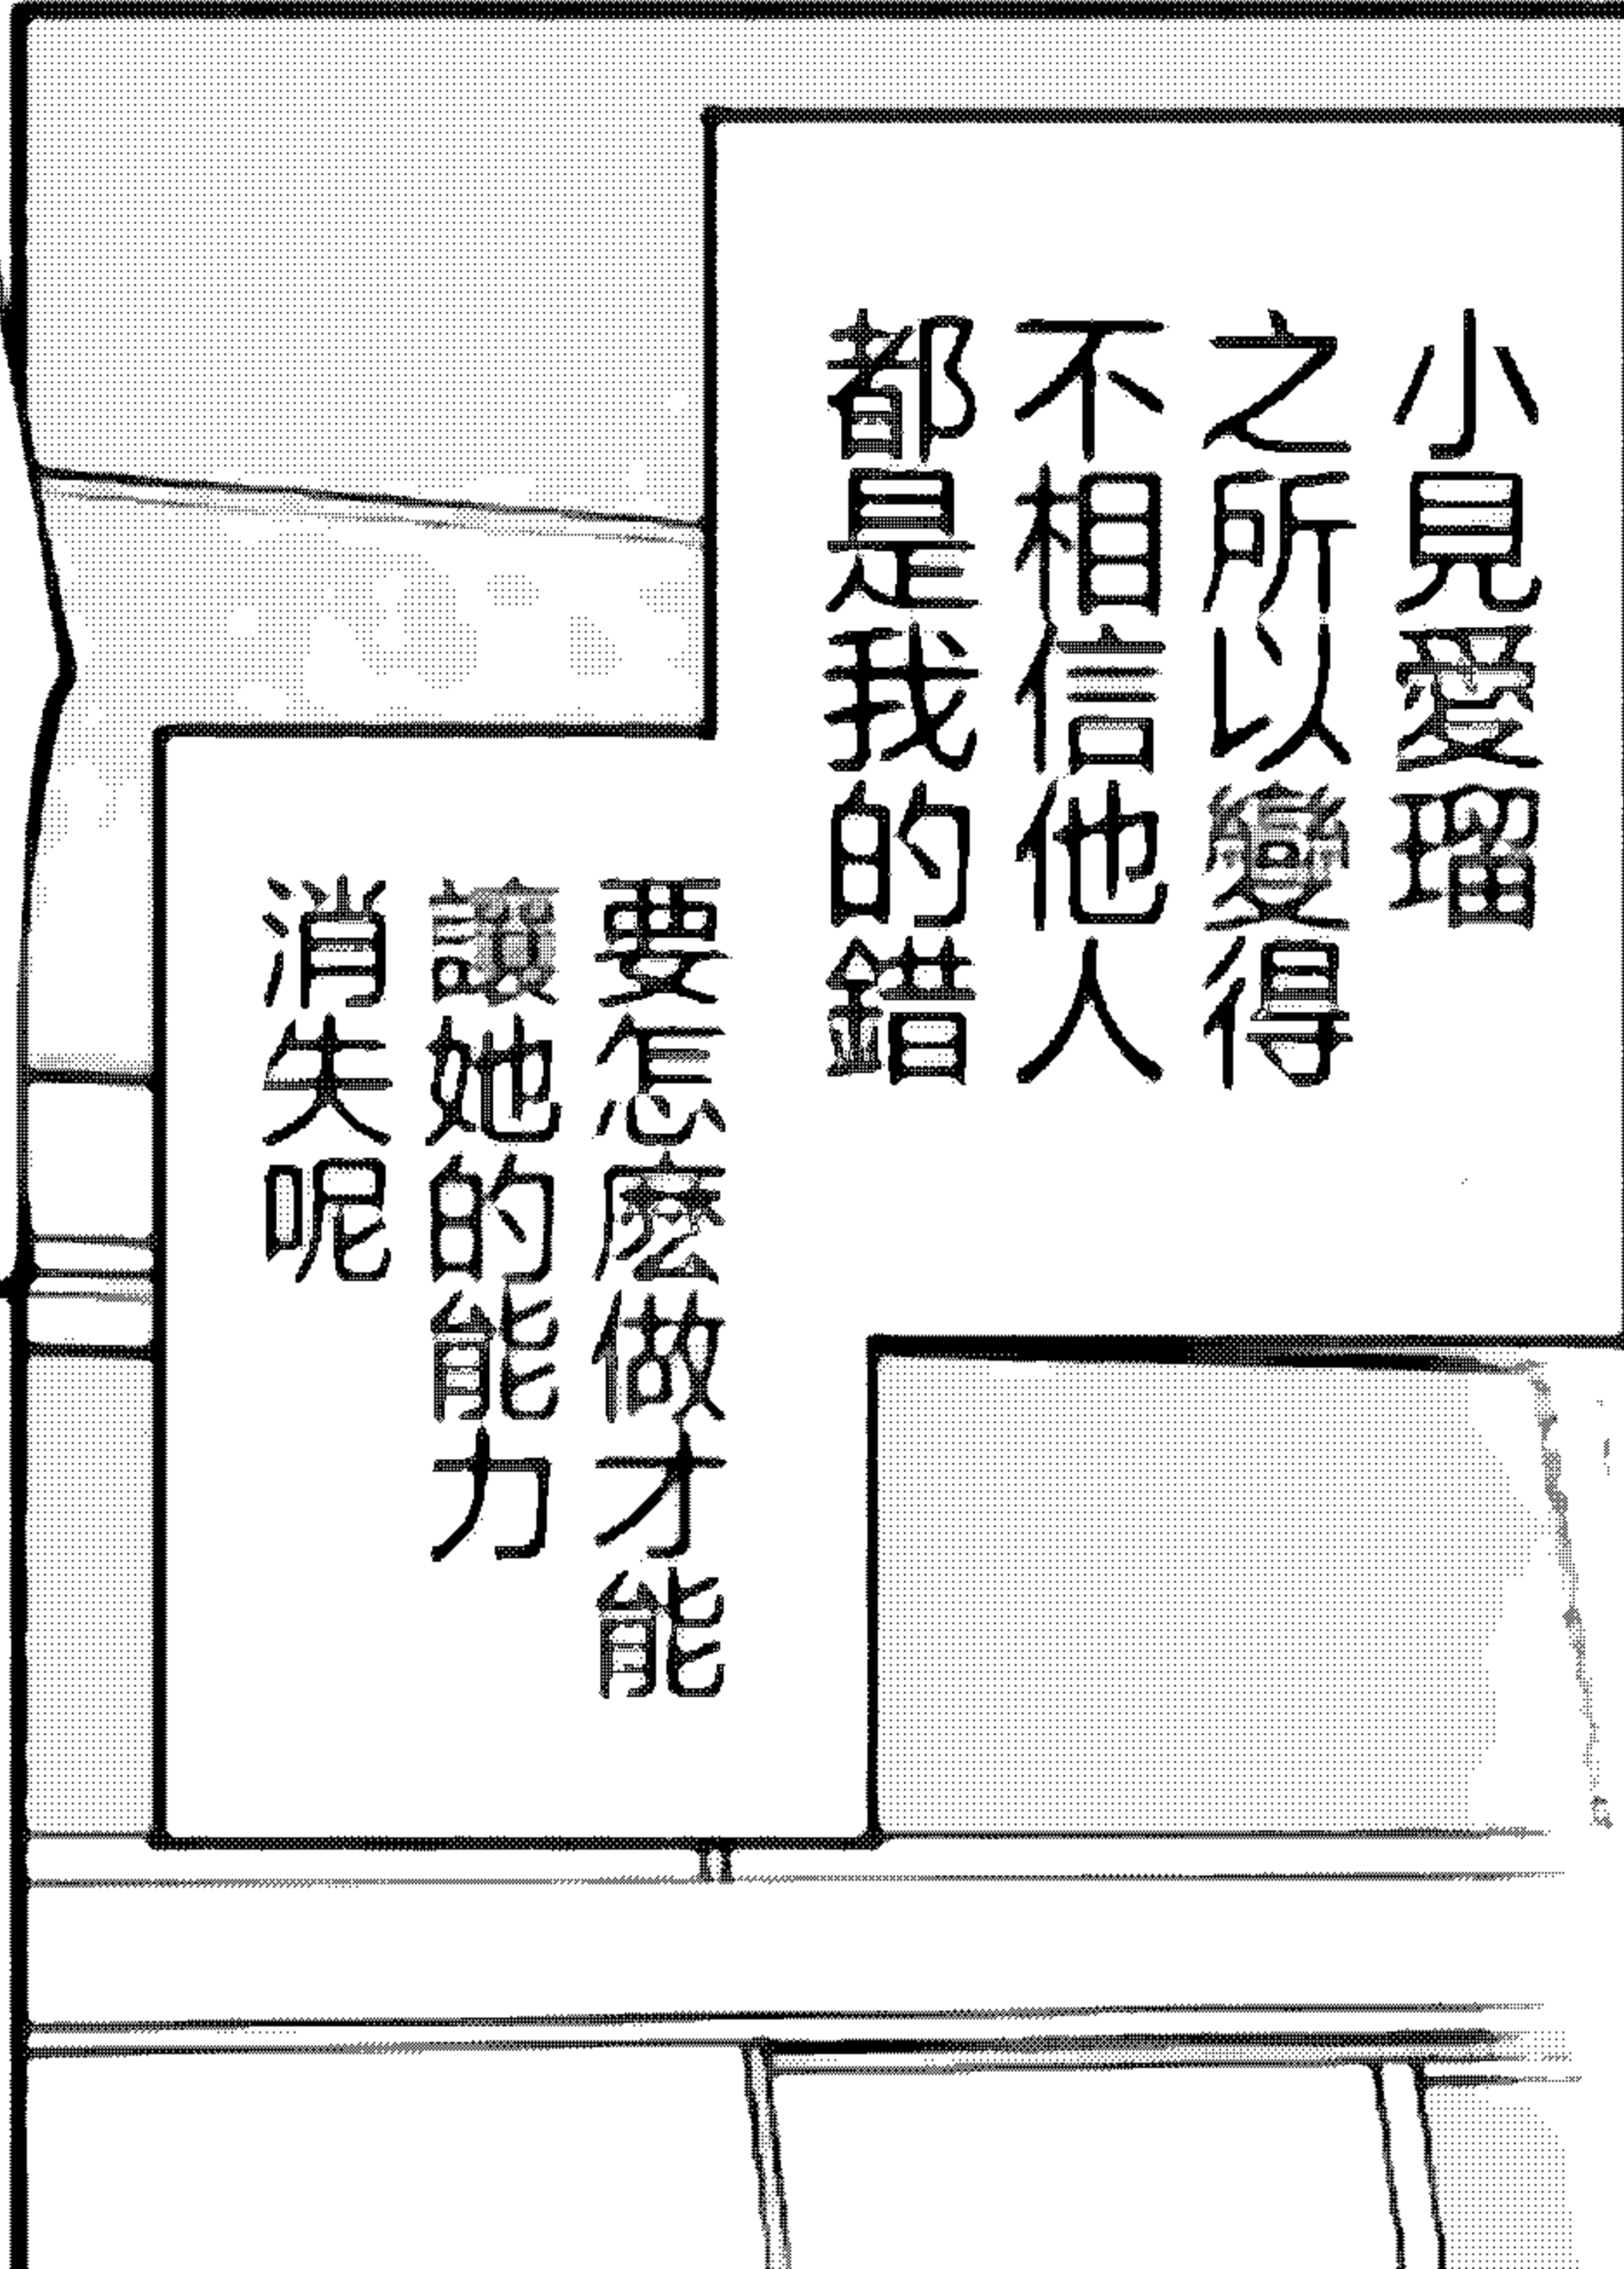 小見愛瑠
之所以變得
不相信他人
都是我的錯
要怎麼做才能
讓她的能力
消失呢